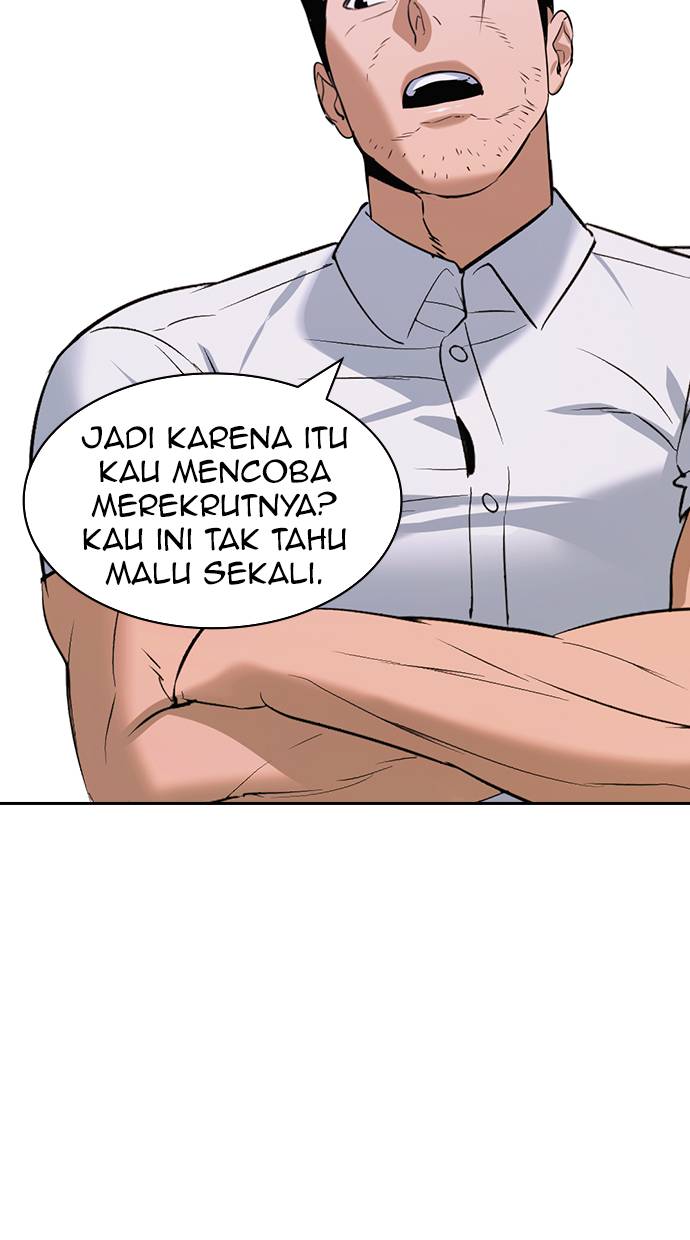 JADI KARENA ITU
KAU MENCOBA
MEREKRUTNYA?
KAU INI TAK TAHU
MALU SEKALI.